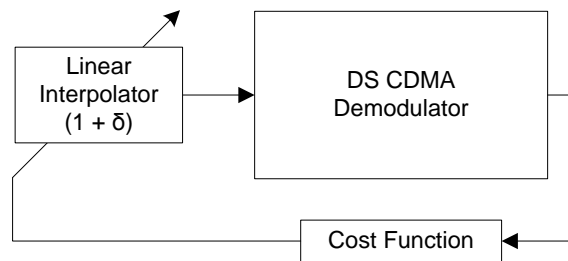 Linear
Interpolator
(1 + δ)
DS CDMA
Demodulator
Cost Function